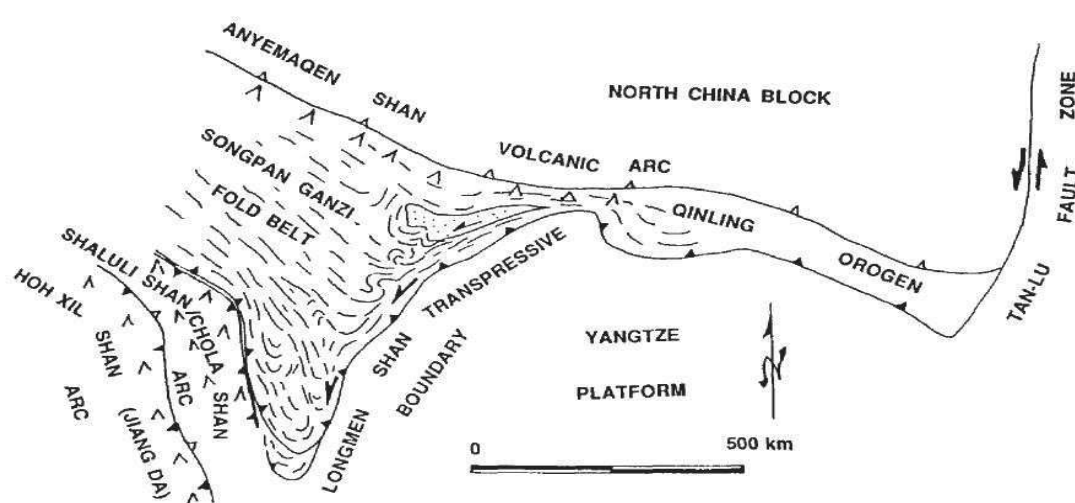 ANYEMAQEN SHAN
VOLCANIC ARC
NORTH CHINA BLOCK
TAN-LU FAULT ZONE
SONGPAN GANZI
FOLD BELT
QINLING
OROGEN
SHALULI SHAN/CHOLA SHAN
ARC
HOH XIL
SHAN
ARC
(JIANG DA)
LONGMEN SHAN TRANSPRESSIVE
BOUNDARY
YANGTZE
PLATFORM
N
0
500 km